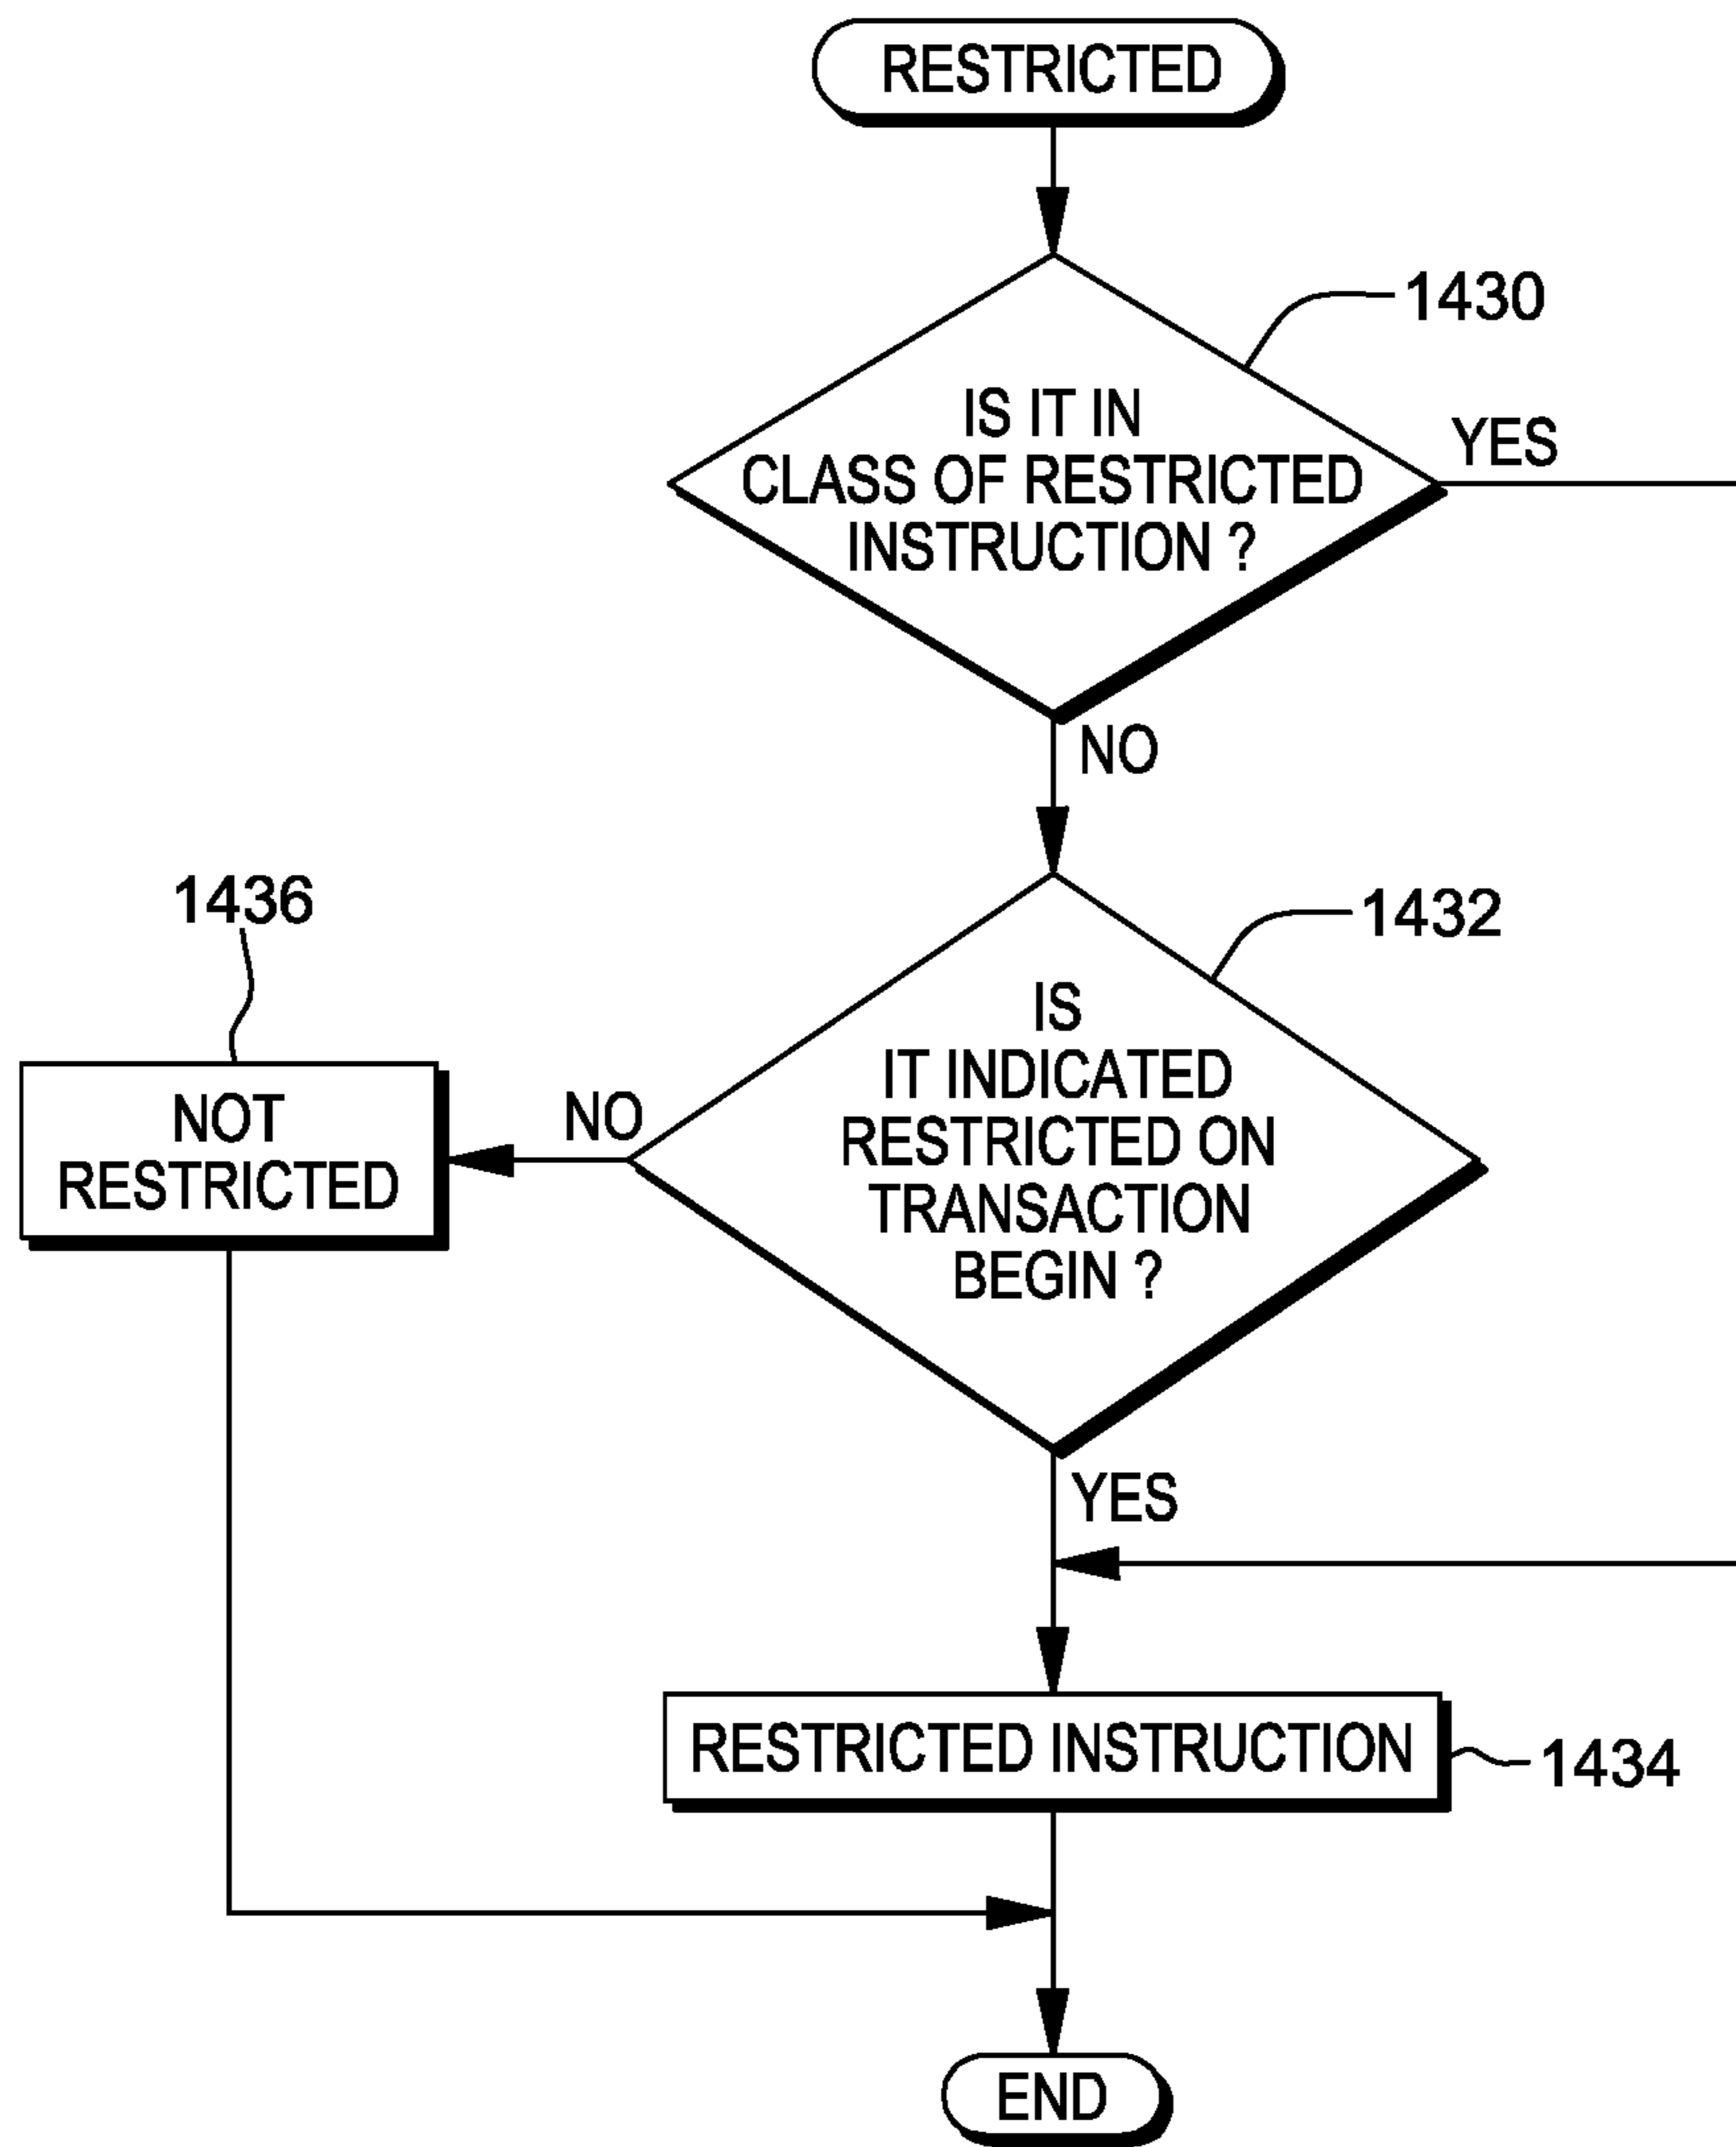 RESTRICTED
1430
IS IT IN
CLASS OF RESTRICTED
INSTRUCTION ?
YES
NO
1436
1432
IS
IT INDICATED
RESTRICTED ON
TRANSACTION
BEGIN ?
NO
NOT
RESTRICTED
YES
RESTRICTED INSTRUCTION
1434
END